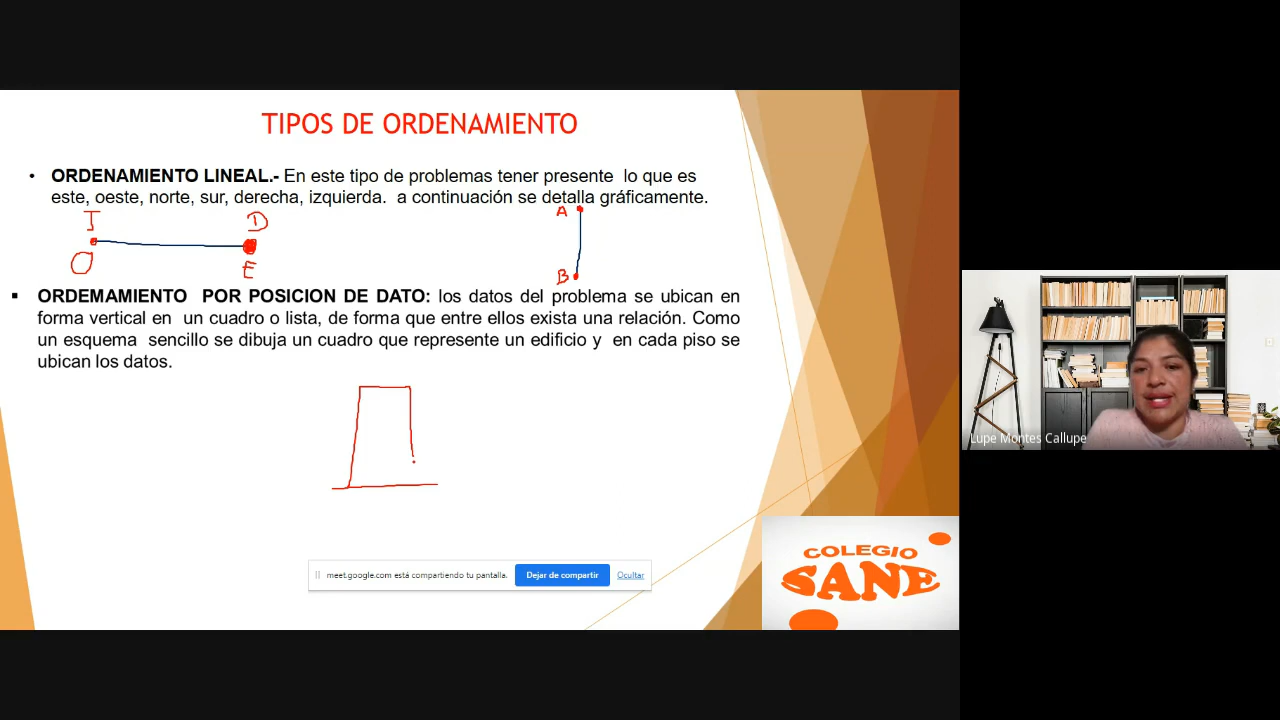 TIPOS DE ORDENAMIENTO
• ORDENAMIENTO LINEAL.- En este tipo de problemas tener presente lo que es
este, oeste, norte, sur, derecha, izquierda. a continuación se detalla gráficamente.
I D
O E
A
B
▪ ORDEMAMIENTO POR POSICION DE DATO: los datos del problema se ubican en
forma vertical en un cuadro o lista, de forma que entre ellos exista una relación. Como
un esquema sencillo se dibuja un cuadro que represente un edificio y en cada piso se
ubican los datos.
meet.google.com está compartiendo tu pantalla. Dejar de compartir Ocultar
COLEGIO
SANE
Lupe Montes Callupe